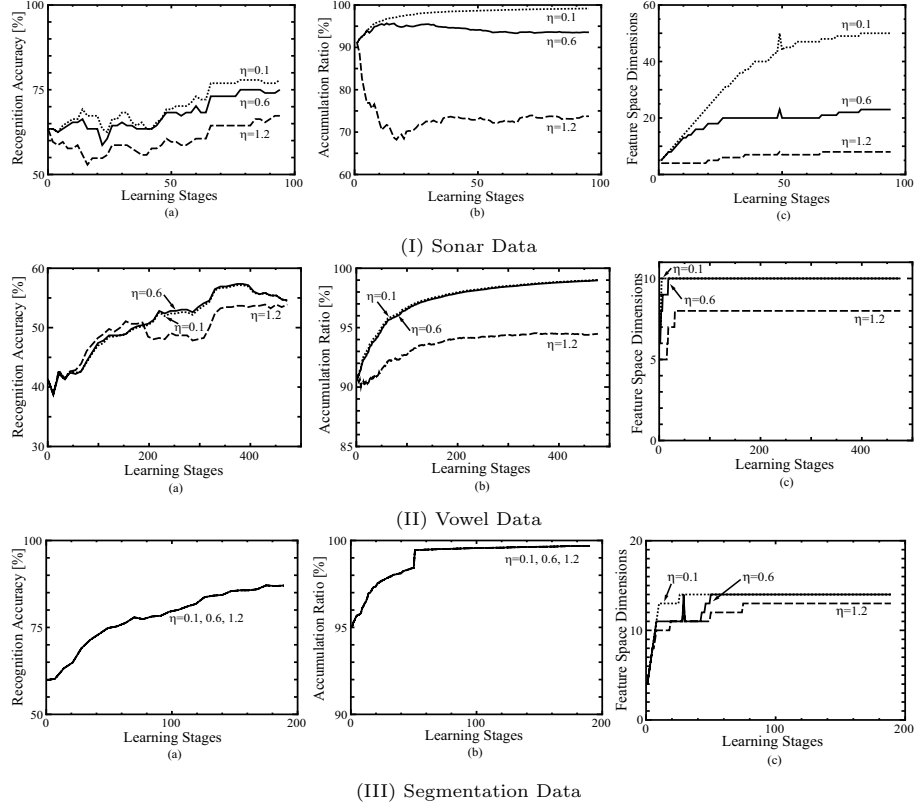 Recognition Accuracy [%]
100
75
50
0
50
100
η=0.1
η=0.6
η=1.2
Learning Stages
(a)
Accumulation Ratio [%]
100
90
80
70
60
0
50
100
η=0.1
η=0.6
η=1.2
Learning Stages
(b)
Feature Space Dimensions
60
40
20
0
50
100
η=0.1
η=0.6
η=1.2
Learning Stages
(c)
(I) Sonar Data
Recognition Accuracy [%]
60
50
40
30
0
200
400
η=0.6
η=0.1
η=1.2
Learning Stages
(a)
Accumulation Ratio [%]
99
95
90
85
0
200
400
η=0.1
η=0.6
η=1.2
Learning Stages
(b)
Feature Space Dimensions
10
5
0
0
200
400
η=0.1
η=0.6
η=1.2
Learning Stages
(c)
(II) Vowel Data
Recognition Accuracy [%]
100
75
50
0
100
200
η=0.1, 0.6, 1.2
Learning Stages
(a)
Accumulation Ratio [%]
100
95
90
0
100
200
η=0.1, 0.6, 1.2
Learning Stages
(b)
Feature Space Dimensions
20
10
0
0
100
200
η=0.1
η=0.6
η=1.2
Learning Stages
(c)
(III) Segmentation Data